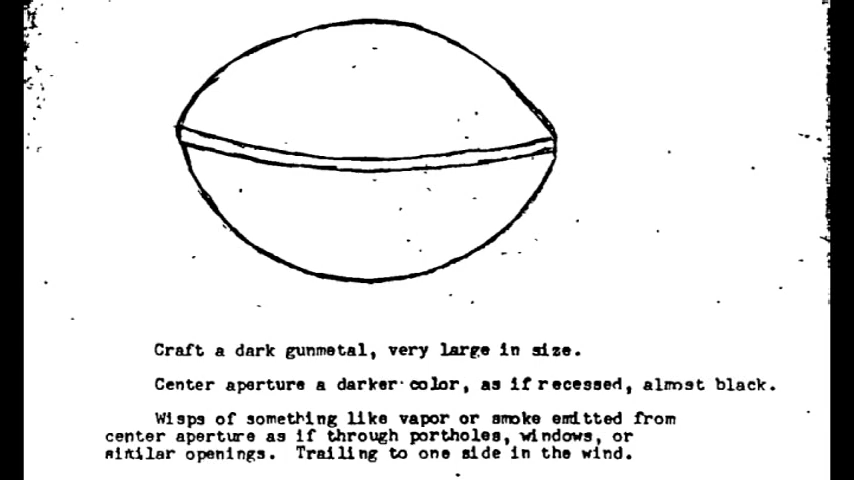 Craft a dark gunmetal, very large in size.
Center aperture a darker color, as if recessed, almost black.
Wisps of something like vapor or smoke emitted from
center aperture as if through portholes, windows, or
similar openings. Trailing to one side in the wind.